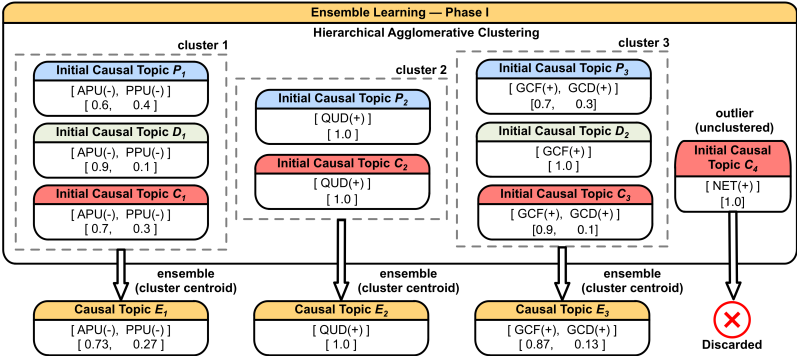 Ensemble Learning — Phase I
Hierarchical Agglomerative Clustering
cluster 1
Initial Causal Topic P1
[ APU(-), PPU(-) ]
[ 0.6, 0.4 ]
Initial Causal Topic D1
[ APU(-), PPU(-) ]
[ 0.9, 0.1 ]
Initial Causal Topic C1
[ APU(-), PPU(-) ]
[ 0.7, 0.3 ]
cluster 2
Initial Causal Topic P2
[ QUD(+) ]
[ 1.0 ]
Initial Causal Topic C2
[ QUD(+) ]
[ 1.0 ]
cluster 3
Initial Causal Topic P3
[ GCF(+), GCD(+) ]
[0.7, 0.3 ]
Initial Causal Topic D2
[ GCF(+) ]
[ 1.0 ]
Initial Causal Topic C3
[ GCF(+), GCD(+) ]
[0.9, 0.1]
outlier
(unclustered)
Initial Causal
Topic C4
[ NET(+) ]
[1.0]
ensemble
(cluster centroid)
Causal Topic E1
[ APU(-), PPU(-) ]
[ 0.73, 0.27 ]
ensemble
(cluster centroid)
Causal Topic E2
[ QUD(+) ]
[ 1.0 ]
ensemble
(cluster centroid)
Causal Topic E3
[ GCF(+), GCD(+) ]
[ 0.87, 0.13 ]
Discarded